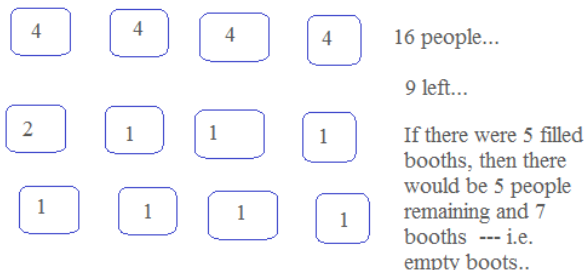 4 4 4 4 16 people...
9 left...
2 1 1 1 If there were 5 filled
booths, then there
would be 5 people
1 1 1 1 remaining and 7
booths --- i.e.
empty boots..